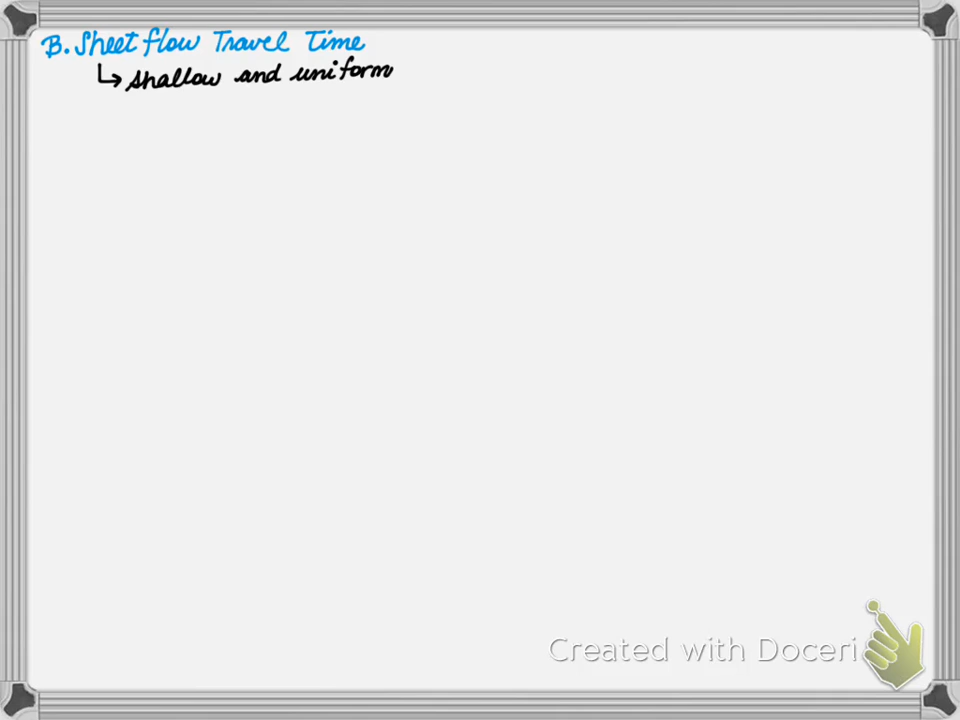 B. Sheet flow Travel Time
↳ shallow and uniform
Created with Doceri